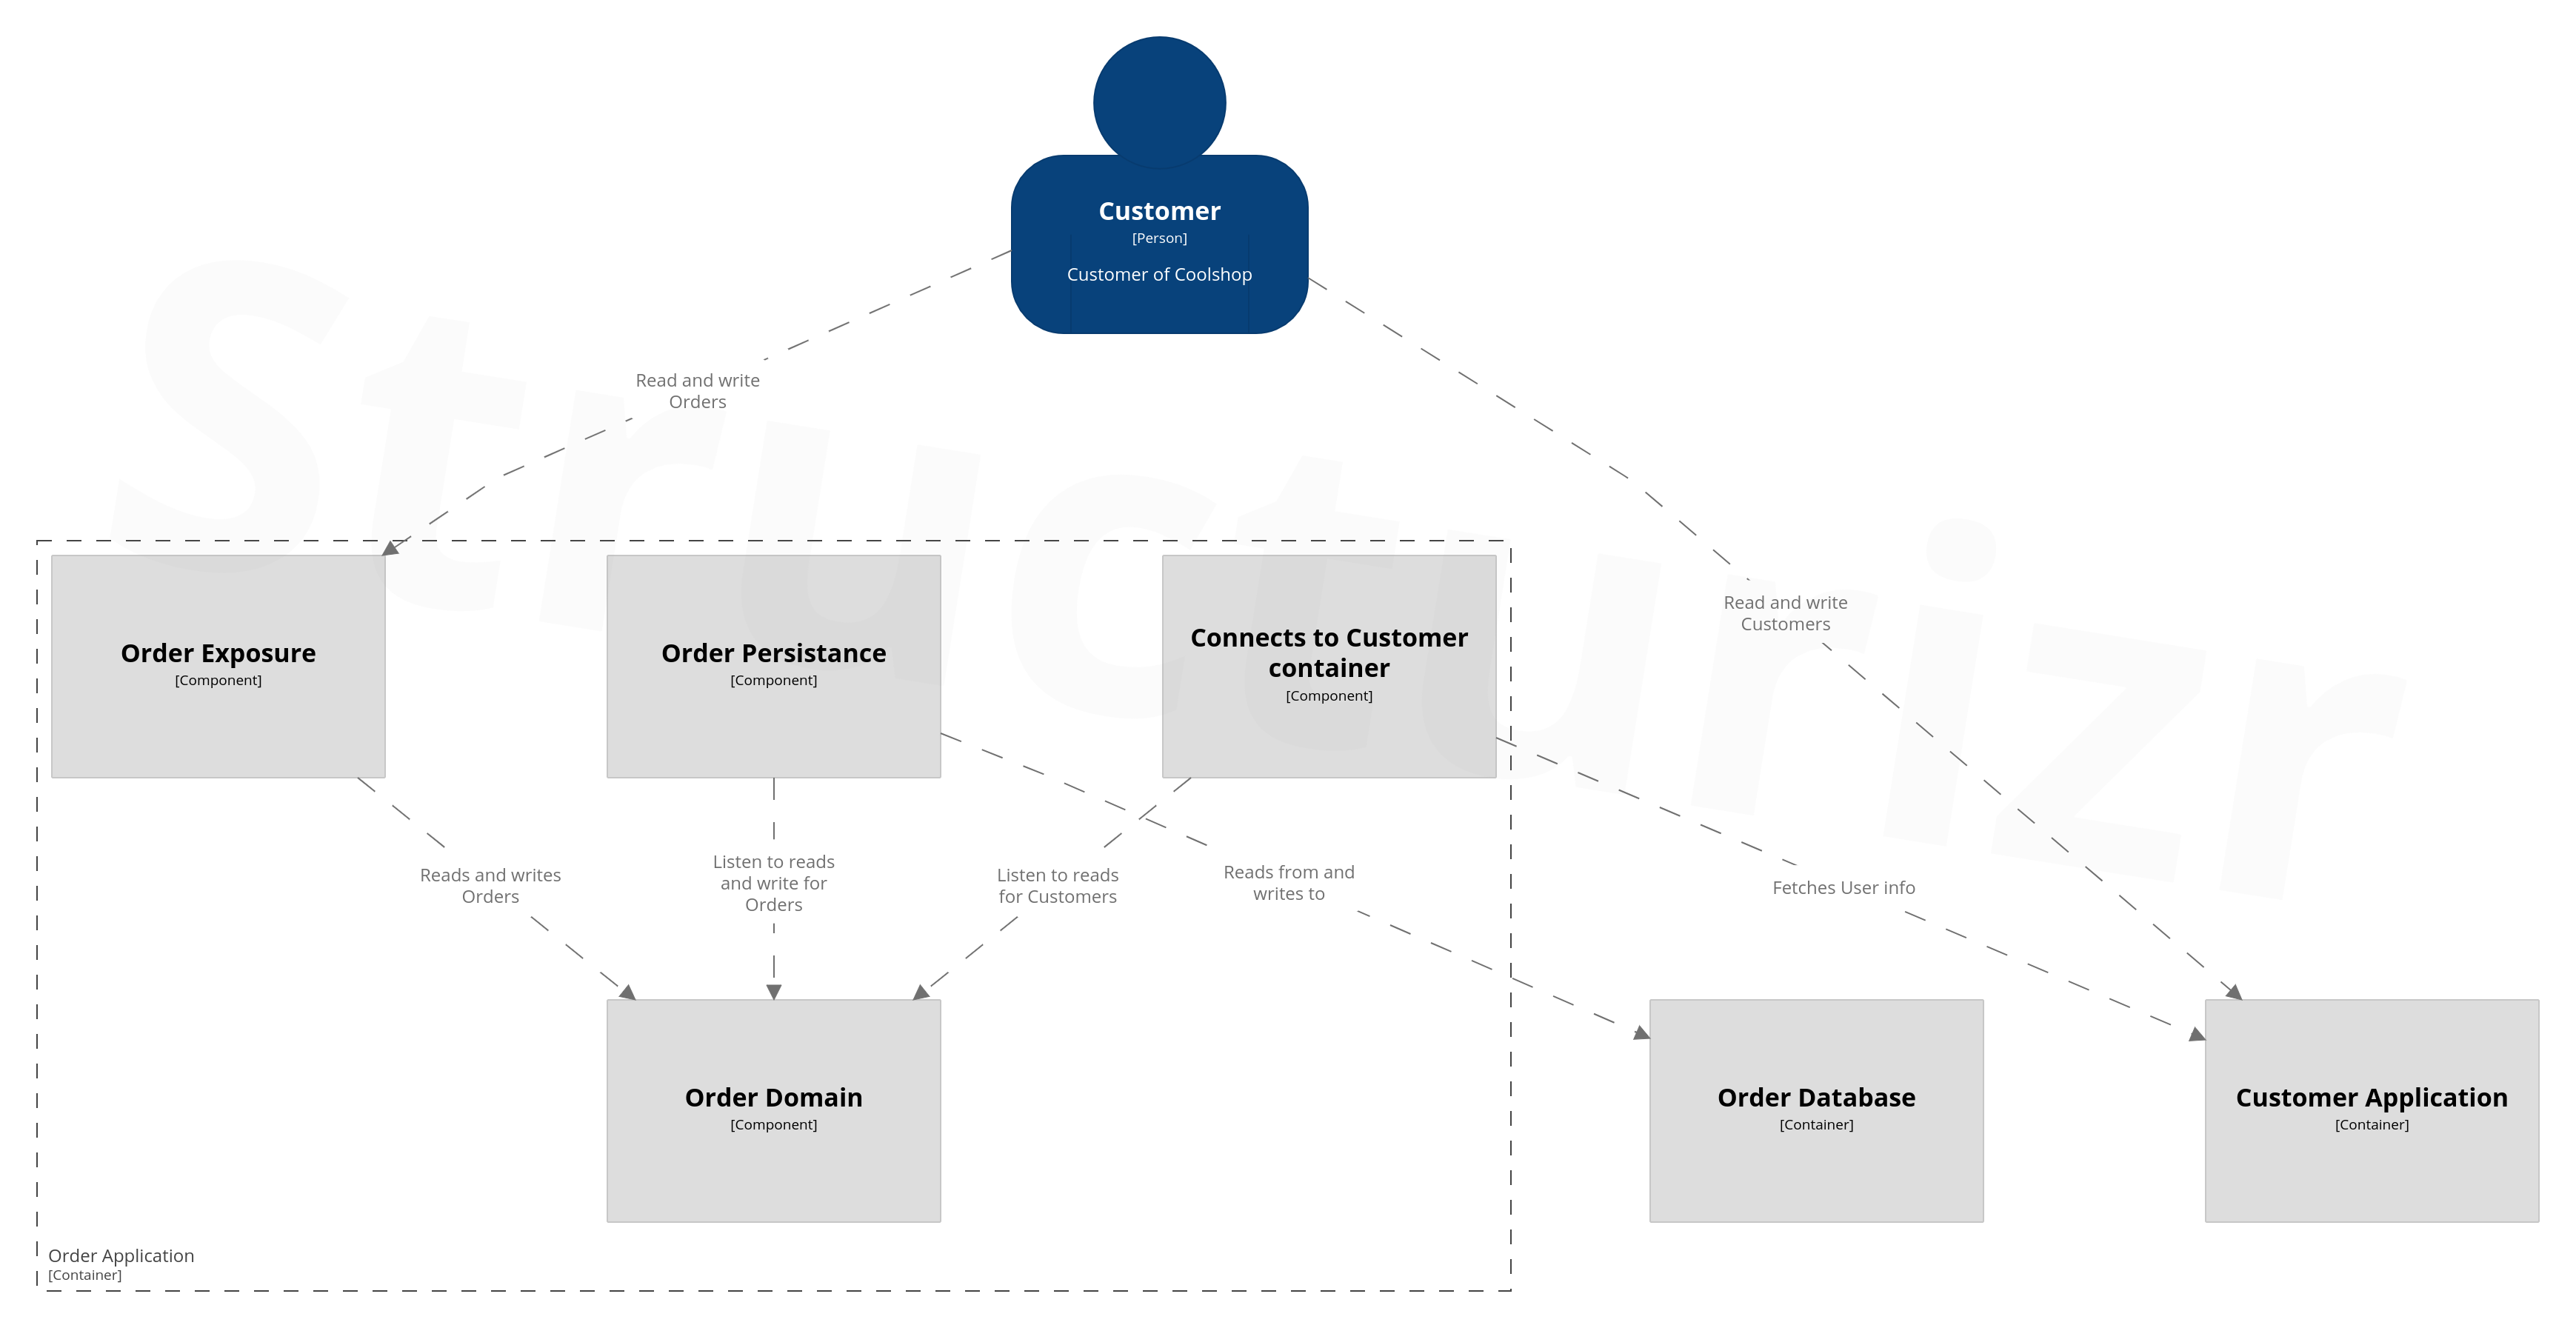 Customer
[Person]
Customer of Coolshop
Read and write
Orders
Read and write
Customers
Order Exposure
[Component]
Order Persistance
[Component]
Connects to Customer
container
[Component]
Reads and writes
Orders
Listen to reads
and write for
Orders
Listen to reads
for Customers
Reads from and
writes to
Fetches User info
Order Domain
[Component]
Order Database
[Container]
Customer Application
[Container]
Order Application
[Container]
Structurizr